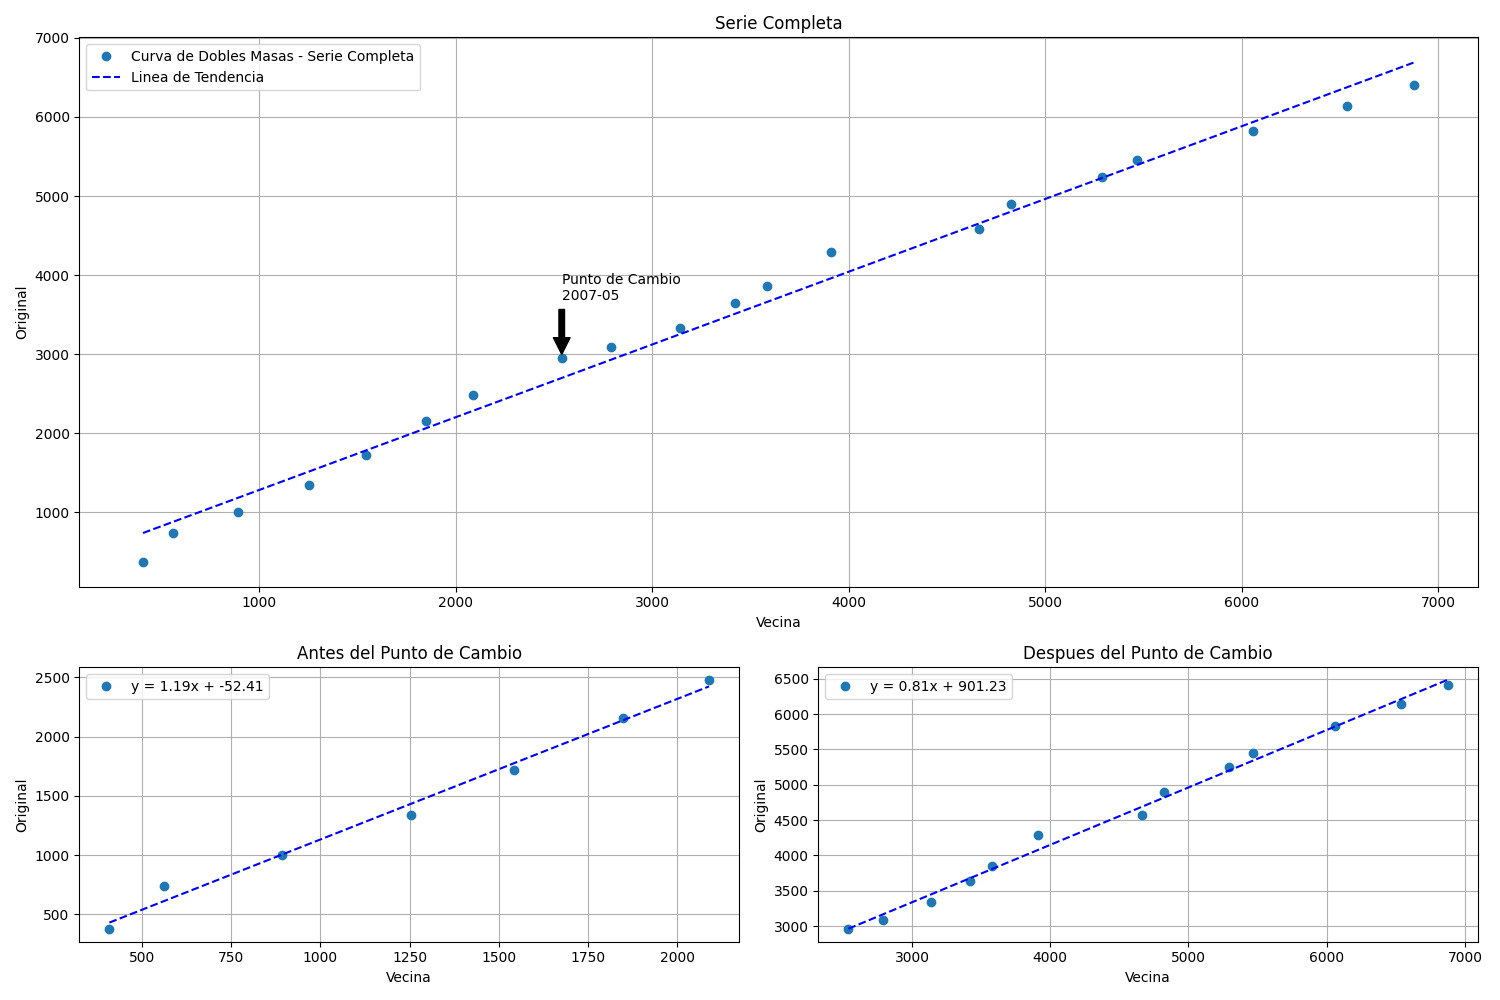 Serie Completa
Curva de Dobles Masas - Serie Completa
Linea de Tendencia
7000
6000
5000
4000
3000
2000
1000
Original
Punto de Cambio
2007-05
1000 2000 3000 4000 5000 6000 7000
Vecina
Antes del Punto de Cambio
y = 1.19x + -52.41
2500
2000
1500
1000
500
Original
500 750 1000 1250 1500 1750 2000
Vecina
Despues del Punto de Cambio
y = 0.81x + 901.23
6500
6000
5500
5000
4500
4000
3500
3000
Original
3000 4000 5000 6000 7000
Vecina